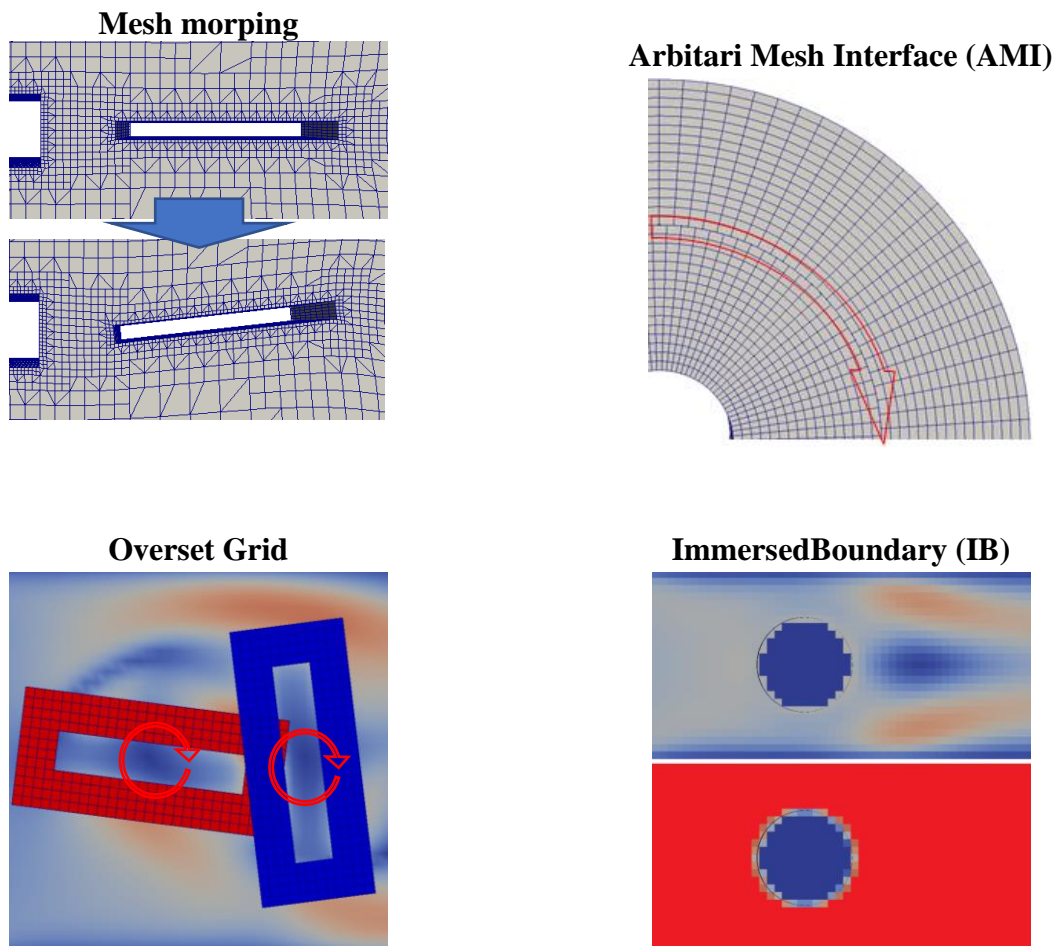 Mesh morping
Arbitari Mesh Interface (AMI)
Overset Grid
ImmersedBoundary (IB)